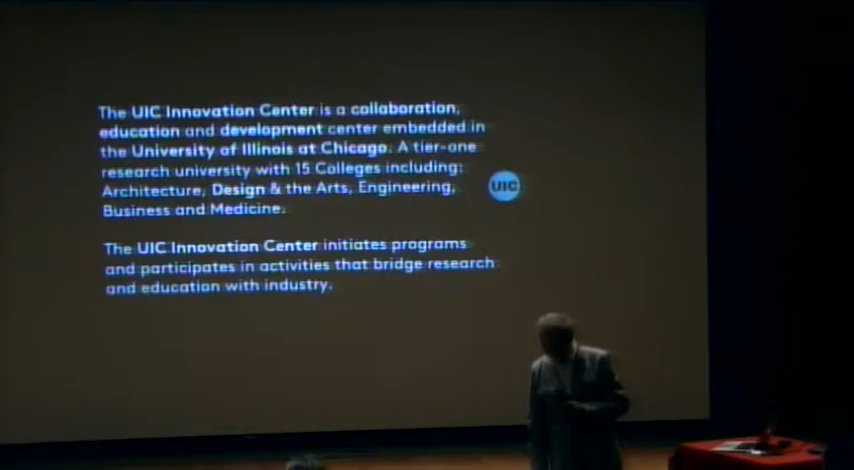 The UIC Innovation Center is a collaboration,
education and development center embedded in
the University of Illinois at Chicago. A tier-one
research university with 15 Colleges including:
Architecture, Design & the Arts, Engineering,
Business and Medicine.
UIC
The UIC Innovation Center initiates programs
and participates in activities that bridge research
and education with industry.